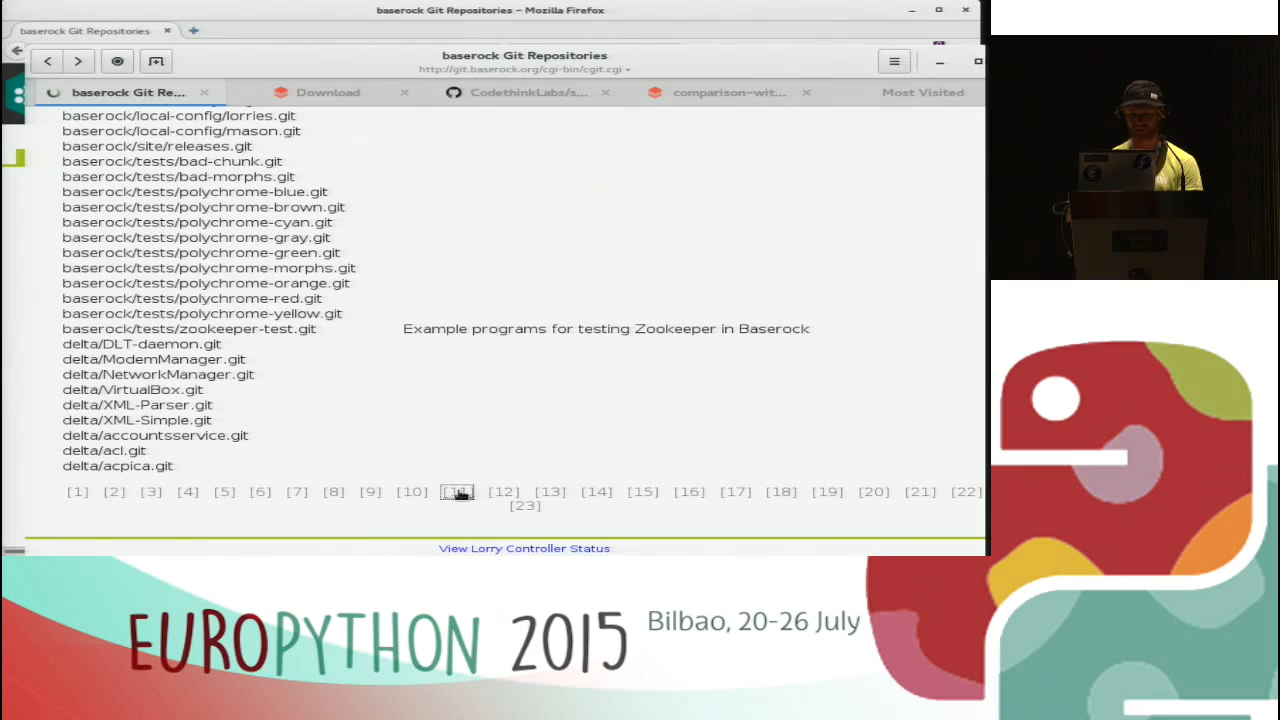 baserock Git Repositories – Mozilla Firefox
baserock Git Repositories
baserock Git Repositories
http://git.baserock.org/cgi-bin/cgit.cgi
baserock Git Re... Download CodethinkLabs/s... comparison-wit... Most Visited
baserock/local-config/lorries.git
baserock/local-config/mason.git
baserock/site/releases.git
baserock/tests/bad-chunk.git
baserock/tests/bad-morphs.git
baserock/tests/polychrome-blue.git
baserock/tests/polychrome-brown.git
baserock/tests/polychrome-cyan.git
baserock/tests/polychrome-gray.git
baserock/tests/polychrome-green.git
baserock/tests/polychrome-morphs.git
baserock/tests/polychrome-orange.git
baserock/tests/polychrome-red.git
baserock/tests/polychrome-yellow.git
baserock/tests/zookeeper-test.git Example programs for testing Zookeeper in Baserock
delta/DLT-daemon.git
delta/ModemManager.git
delta/NetworkManager.git
delta/VirtualBox.git
delta/XML-Parser.git
delta/XML-Simple.git
delta/accountsservice.git
delta/acl.git
delta/acpica.git
[1] [2] [3] [4] [5] [6] [7] [8] [9] [10] [11] [12] [13] [14] [15] [16] [17] [18] [19] [20] [21] [22]
[23]
View Lorry Controller Status
EUROPYTHON 2015 Bilbao, 20-26 July